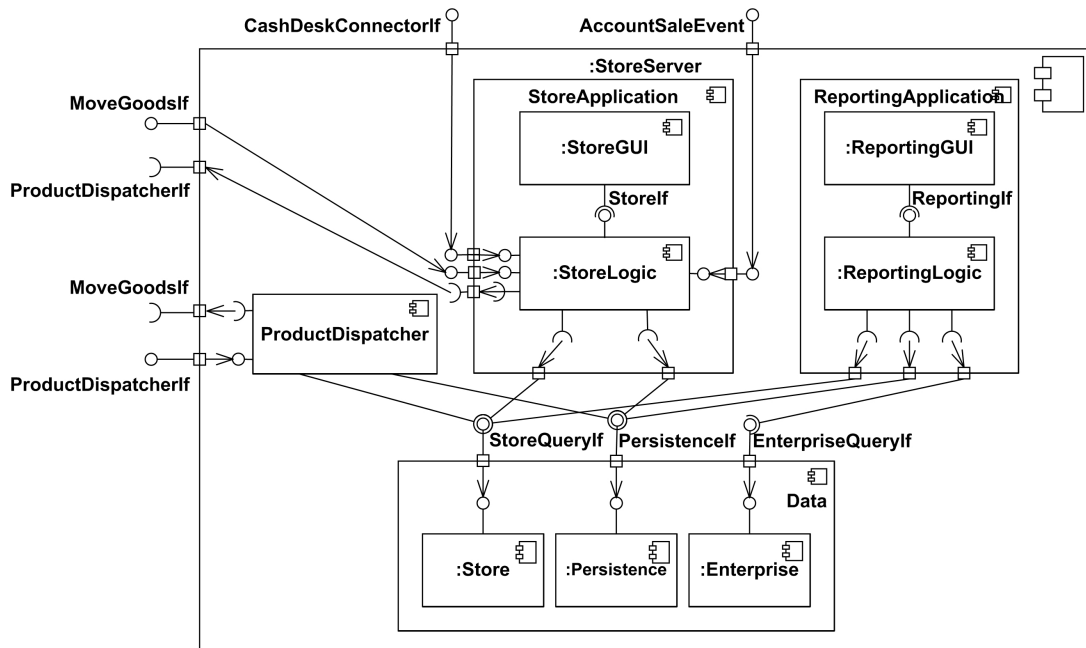 CashDeskConnectorIf
AccountSaleEvent
:StoreServer
MoveGoodsIf
ProductDispatcherIf
StoreApplication
ReportingApplication
:StoreGUI
:ReportingGUI
StoreIf
ReportingIf
:StoreLogic
:ReportingLogic
MoveGoodsIf
ProductDispatcher
ProductDispatcherIf
StoreQueryIf
PersistenceIf
EnterpriseQueryIf
Data
:Store
:Persistence
:Enterprise